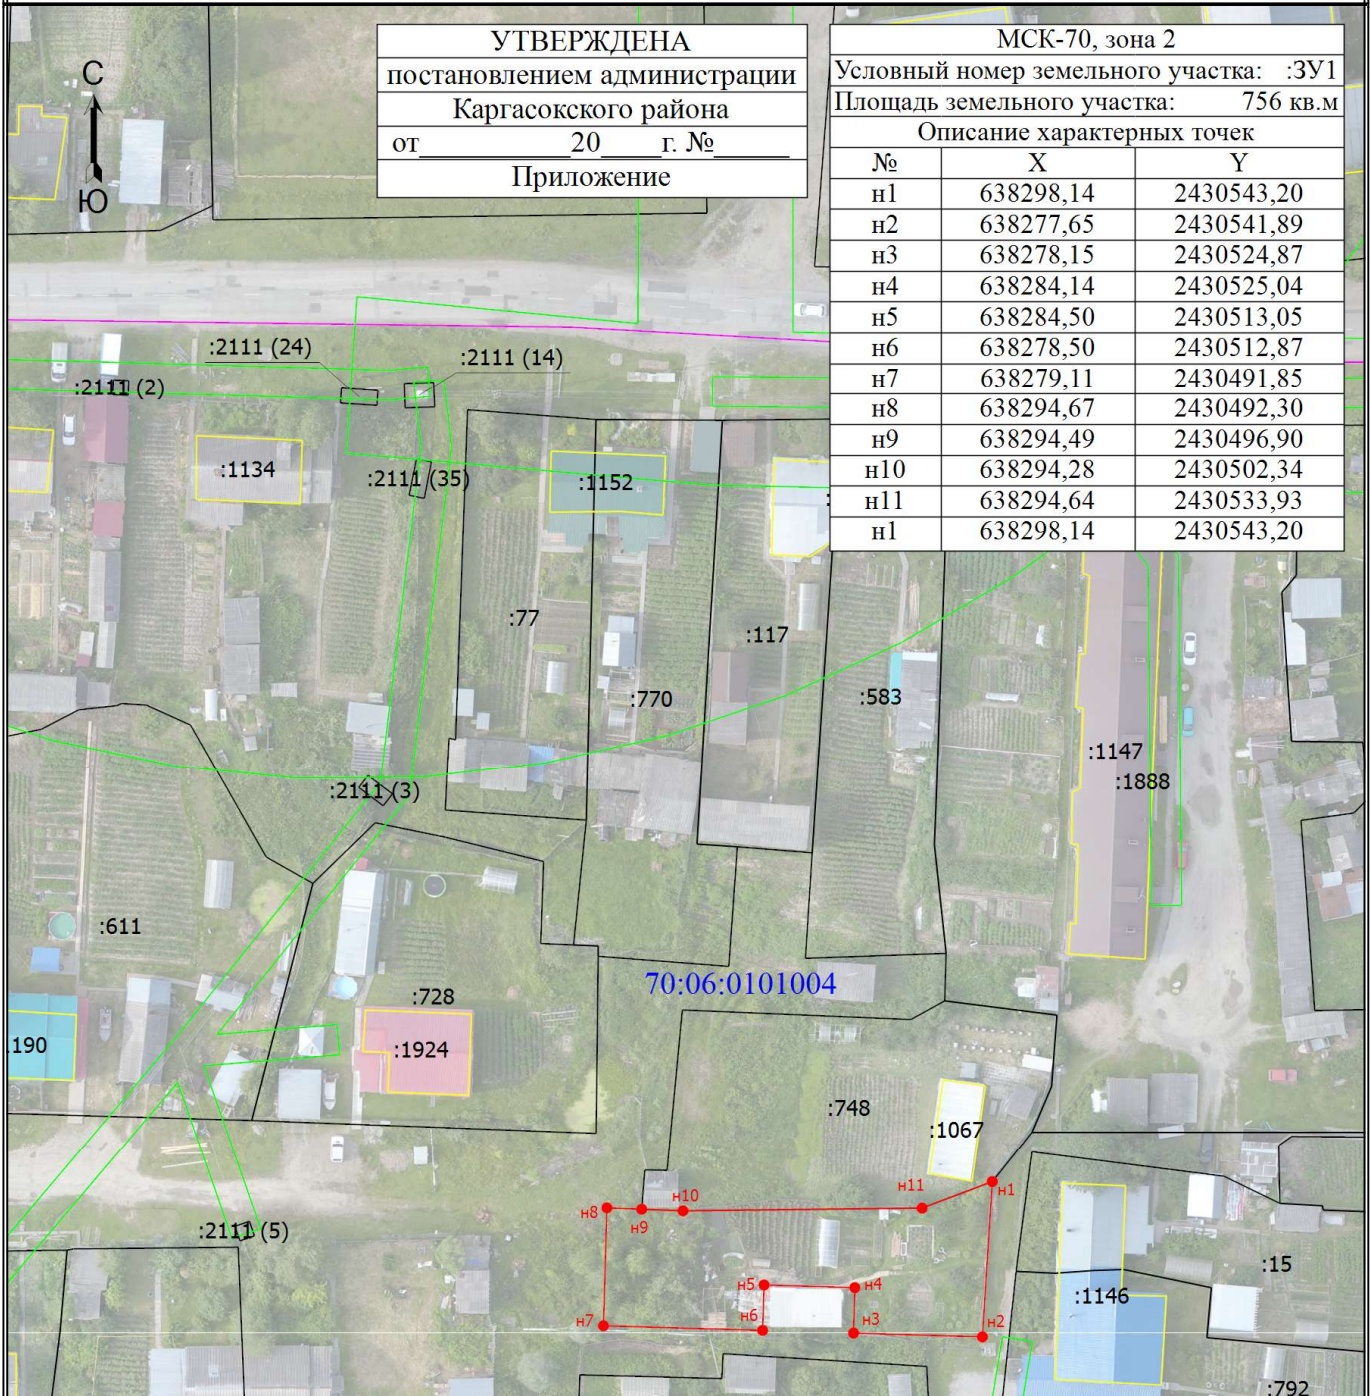 УТВЕРЖДЕНА
постановлением администрации
Каргасокского района
от__________20____г. №_____
Приложение
МСК-70, зона 2
Условный номер земельного участка: :ЗУ1
Площадь земельного участка: 756 кв.м
Описание характерных точек
№ X Y
н1 638298,14 2430543,20
н2 638277,65 2430541,89
н3 638278,15 2430524,87
н4 638284,14 2430525,04
н5 638284,50 2430513,05
н6 638278,50 2430512,87
н7 638279,11 2430491,85
н8 638294,67 2430492,30
н9 638294,49 2430496,90
н10 638294,28 2430502,34
н11 638294,64 2430533,93
н1 638298,14 2430543,20
С
Ю
:2111 (24)
:2111 (14)
:2111 (2)
:1134
:2111 (35)
:1152
:77
:117
:770
:583
:1147
:1888
:2111 (3)
:611
:728
70:06:0101004
:1924
:190
:748
:1067
н1
н11
н10
н8
н9
:2111 (5)
:15
н5
н4
:1146
н7
н6
н3
н2
:792